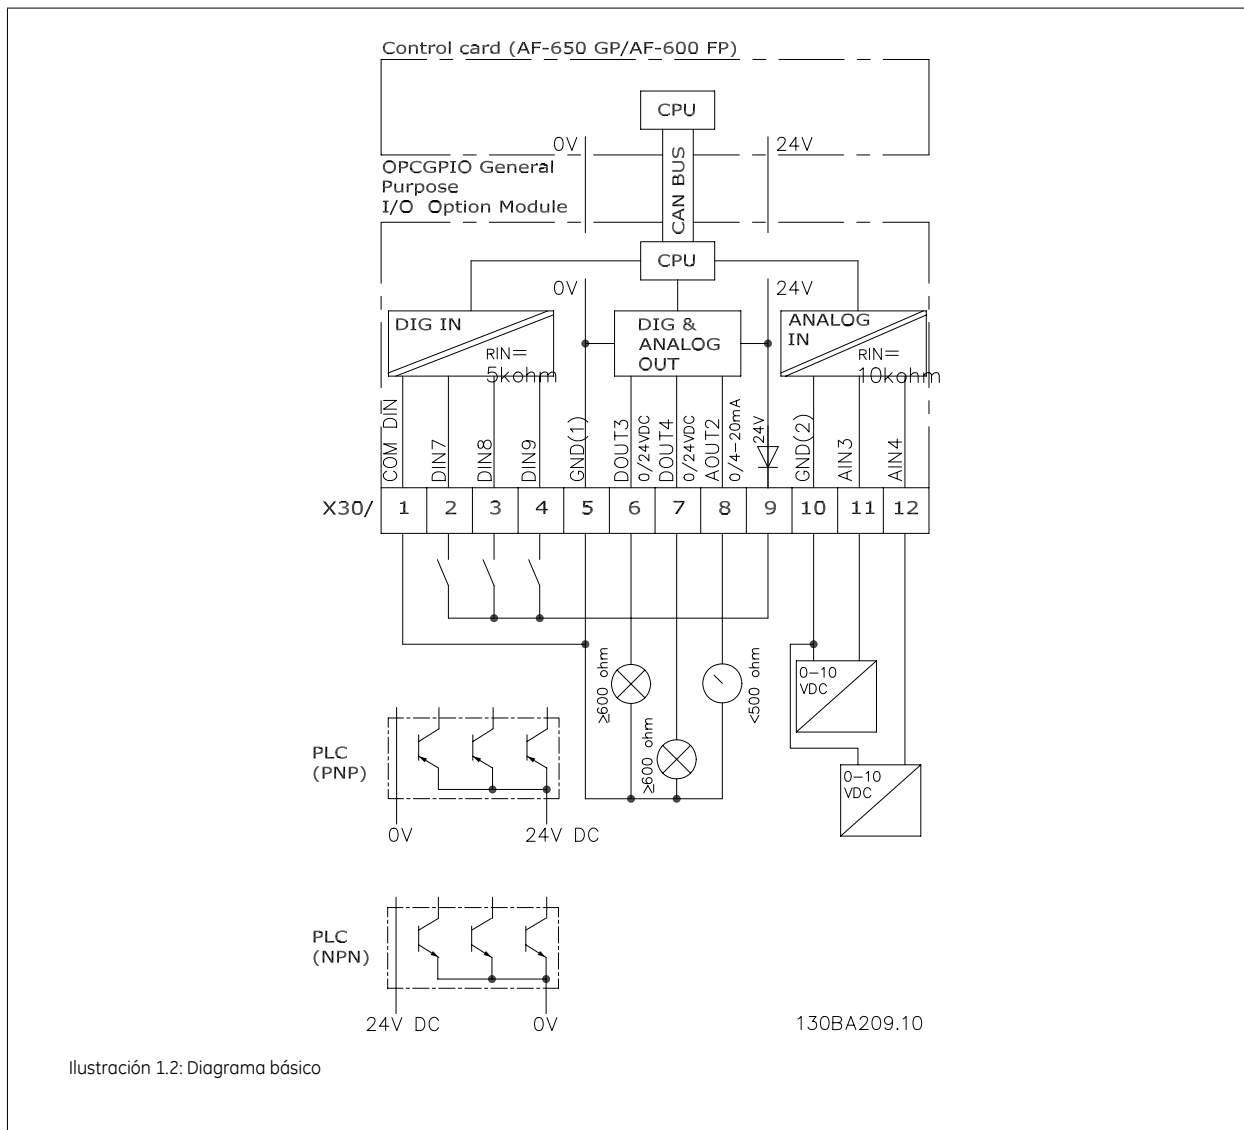 Control card (AF-650 GP/AF-600 FP)
CPU
0V
24V
CAN BUS
OPCGPIO General
Purpose
I/O Option Module
CPU
0V
24V
DIG IN
RIN=
5kohm
DIG &
ANALOG
OUT
ANALOG
IN
RIN=
10kohm
COM DIN
DIN7
DIN8
DIN9
GND(1)
DOUT3
0/24VDC
DOUT4
0/24VDC
AOUT2
0/4-20mA
24V
GND(2)
AIN3
AIN4
X30/
1
2
3
4
5
6
7
8
9
10
11
12
≥600 ohm
≥600 ohm
<500 ohm
0-10
VDC
0-10
VDC
PLC
(PNP)
0V
24V DC
PLC
(NPN)
24V DC
0V
130BA209.10
Ilustración 1.2: Diagrama básico